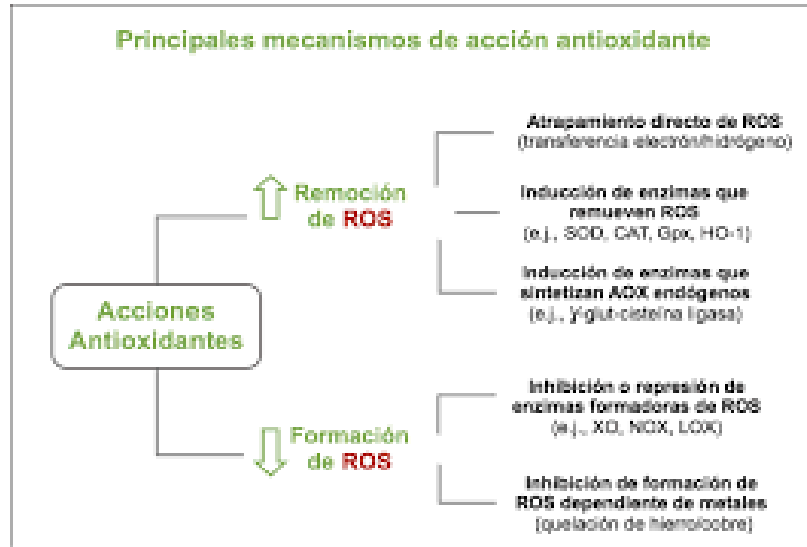 Principales mecanismos de acción antioxidante
Atrapamiento directo de ROS
(transferencia electrón/hidrógeno)
Remoción
de ROS
Inducción de enzimas que
remueven ROS
(e.j., SOD, CAT, Gpx, HO-1)
Inducción de enzimas que
sintetizan AOX endógenos
(e.j., γ-glut-cisteína ligasa)
Acciones
Antioxidantes
Inhibición o represión de
enzimas formadoras de ROS
(e.j., XO, NOX, LOX)
Formación
de ROS
Inhibición de formación de
ROS dependiente de metales
(quelación de hierro/cobre)